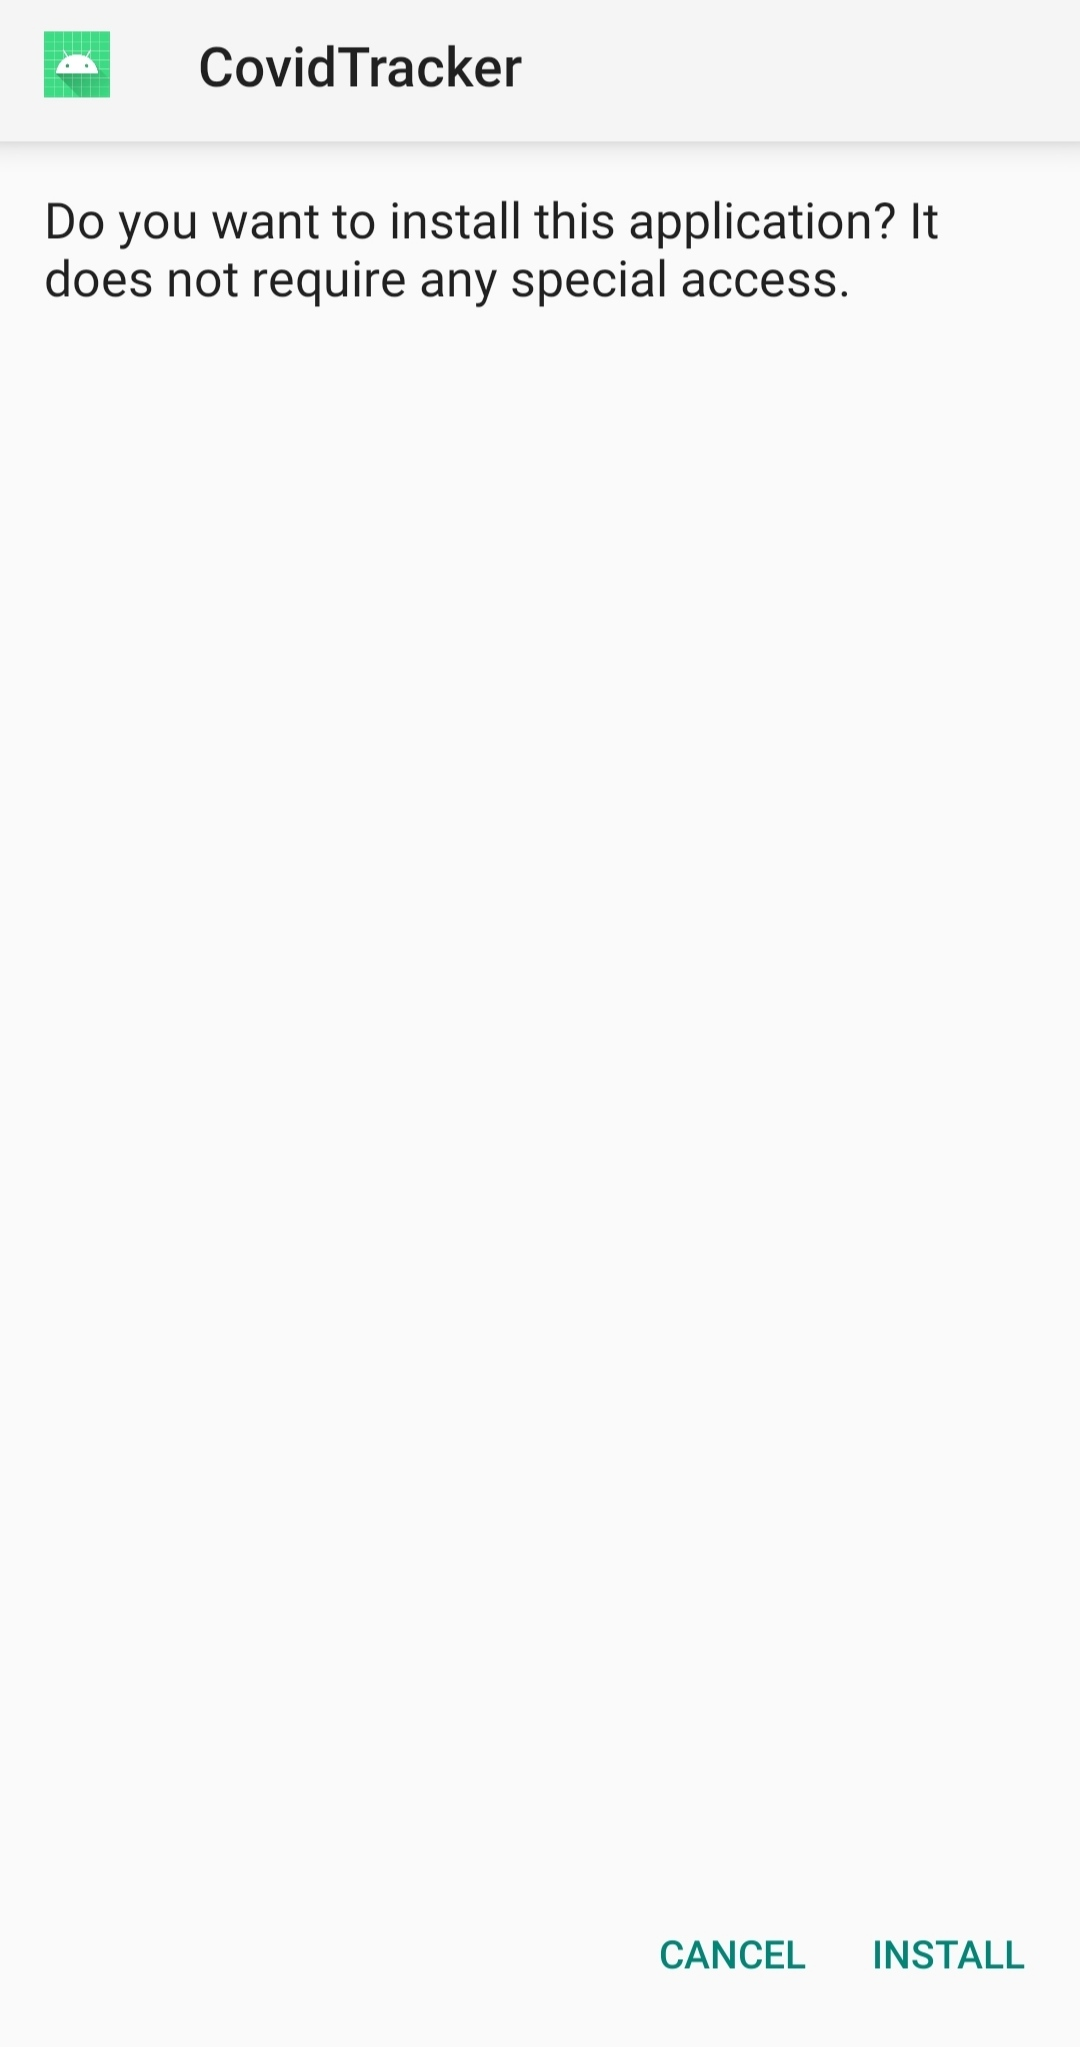 CovidTracker
Do you want to install this application? It
does not require any special access.
CANCEL INSTALL